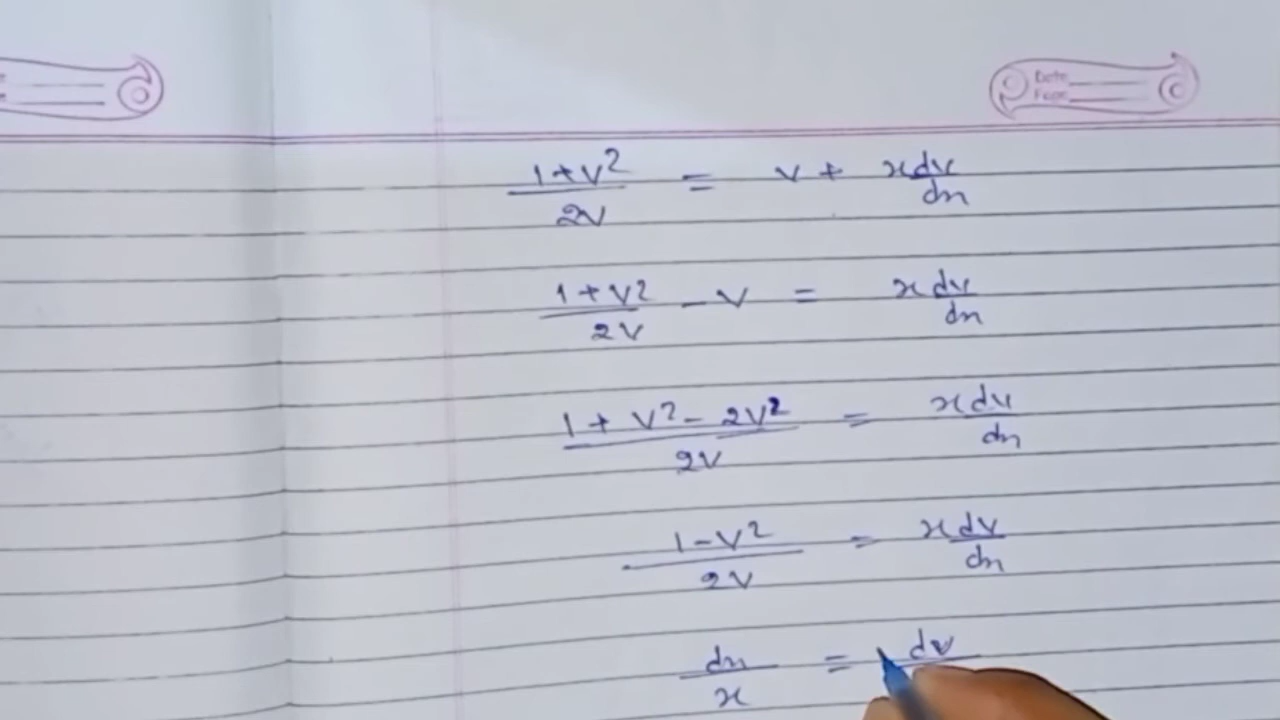 Date
Page
(1+v²)/2v = v + x dv/dx
(1+v²)/2v - v = x dv/dx
(1 + v² - 2v²)/2v = x dv/dx
(1-v²)/2v = x dv/dx
dx/x = dv